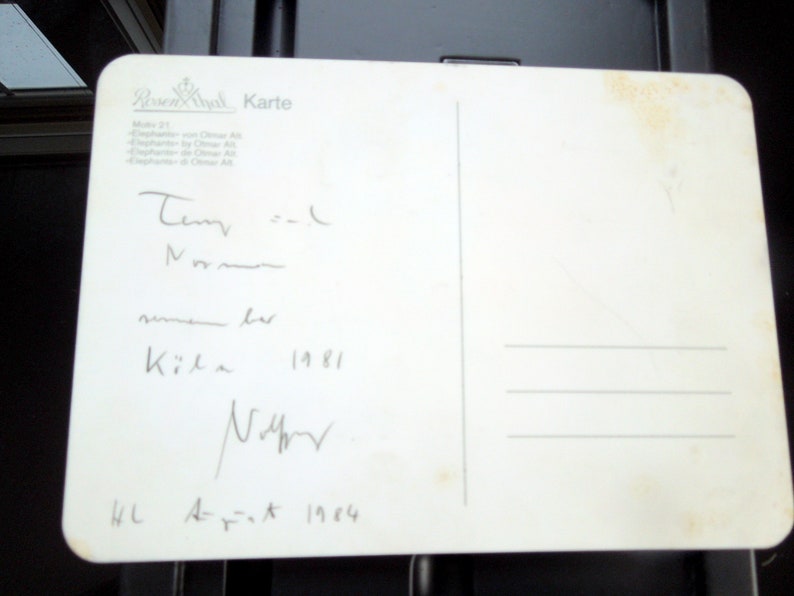 Rosenthal Karte
Motiv 21
»Elephants« von Otmar Alt.
»Elephants« by Otmar Alt.
»Elephants« de Otmar Alt.
»Elephants« di Otmar Alt.
and
Norman
remember
Köln 1981
HL August 1984